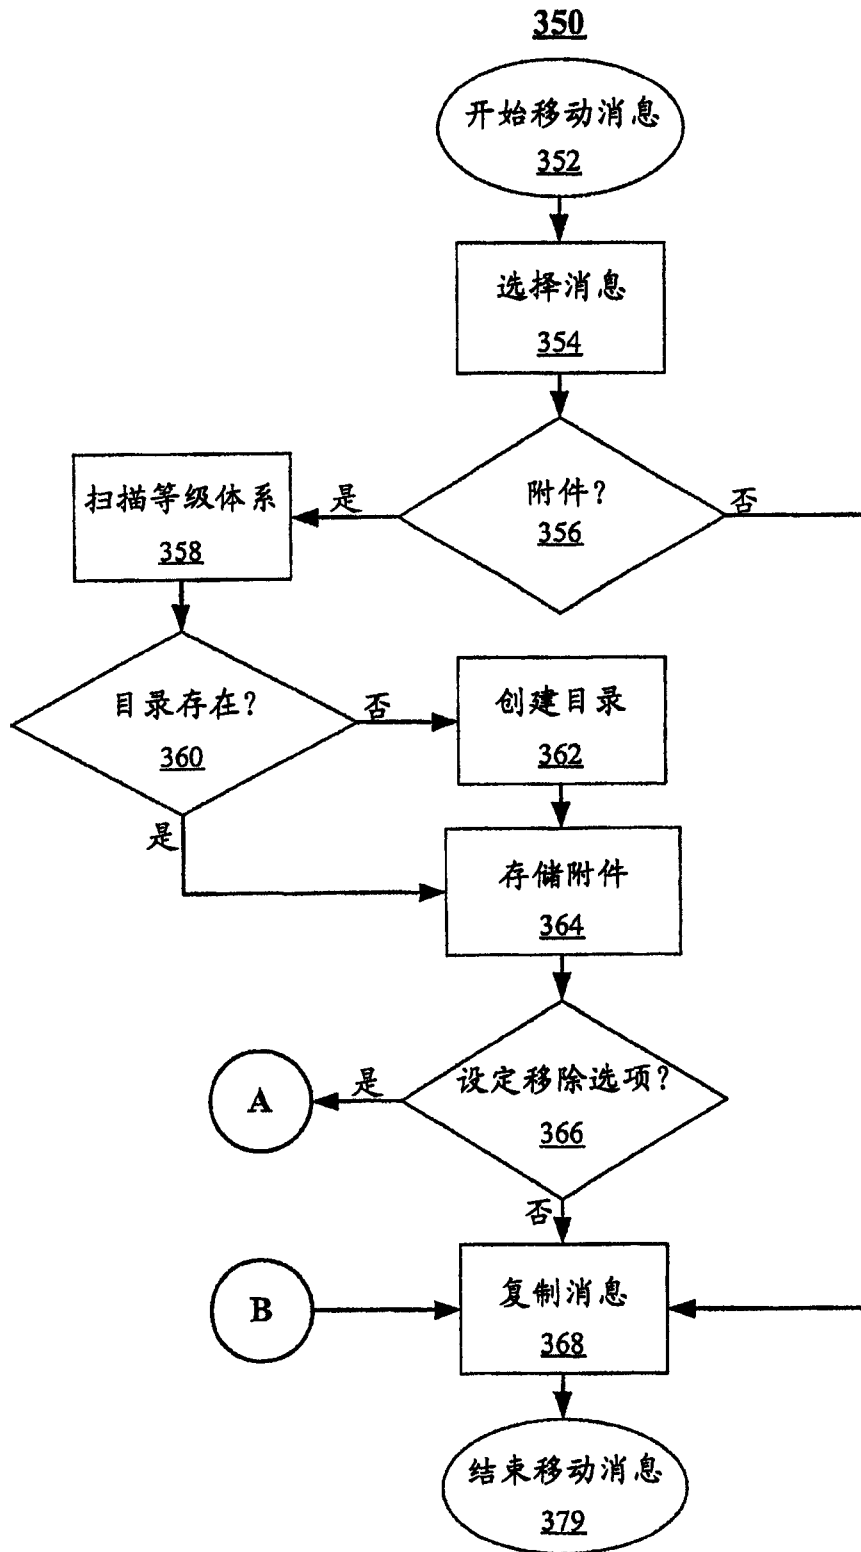 350
开始移动消息
352
选择消息
354
附件?
356
是
否
扫描等级体系
358
目录存在?
360
否
是
创建目录
362
存储附件
364
设定移除选项?
366
是
A
否
B
复制消息
368
结束移动消息
379